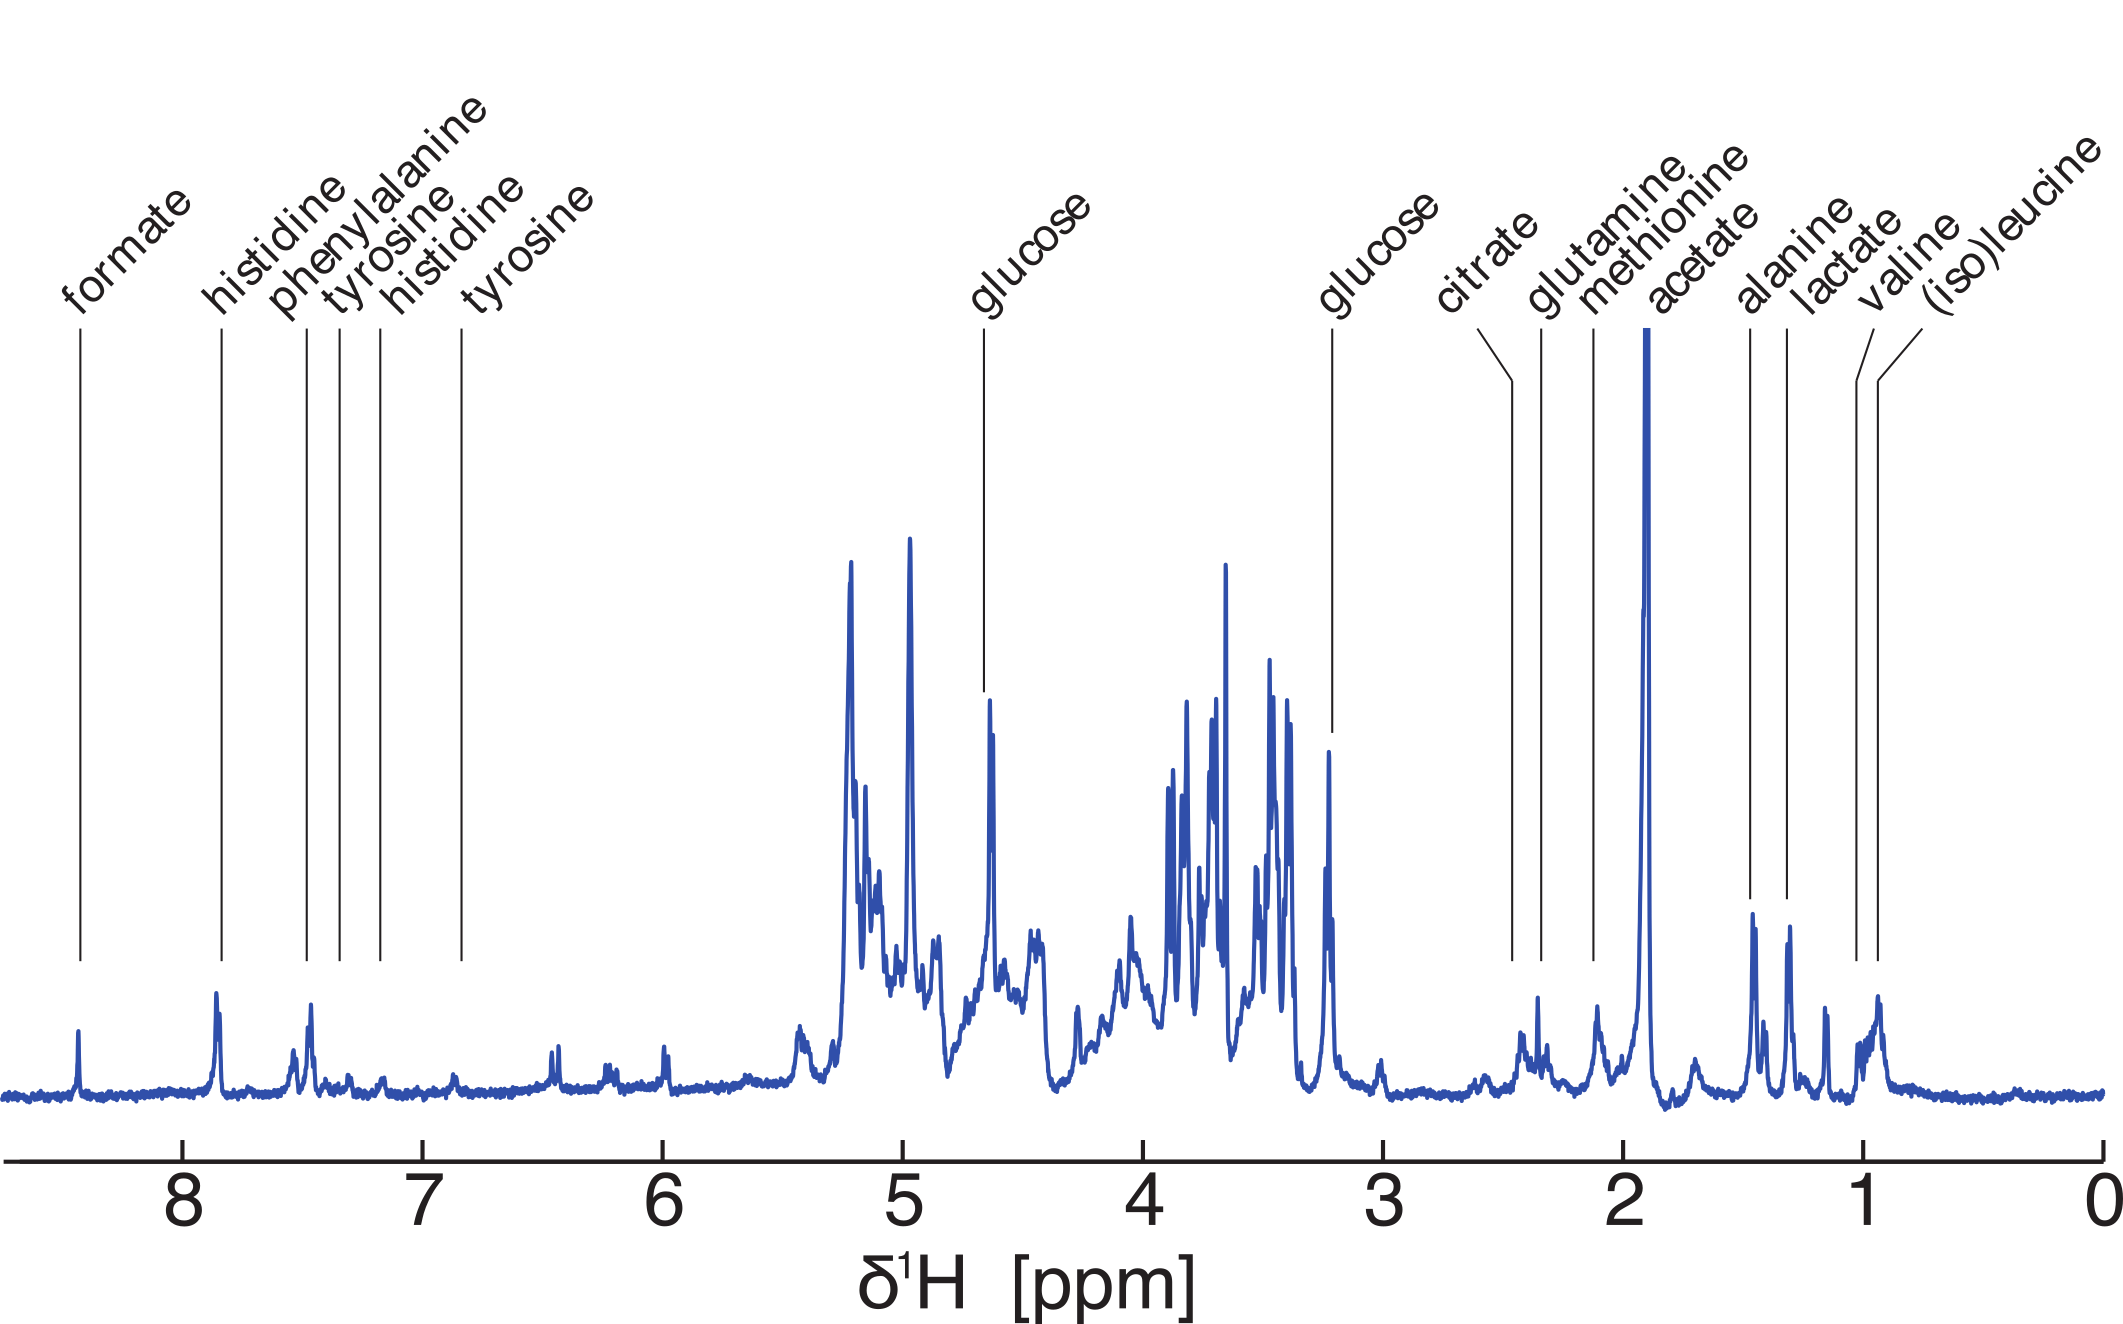 formate
histidine
phenylalanine
tyrosine
histidine
tyrosine
glucose
glucose
citrate
glutamine
methionine
acetate
alanine
lactate
valine
(iso)leucine
8 7 6 5 4 3 2 1 0
δ¹H [ppm]